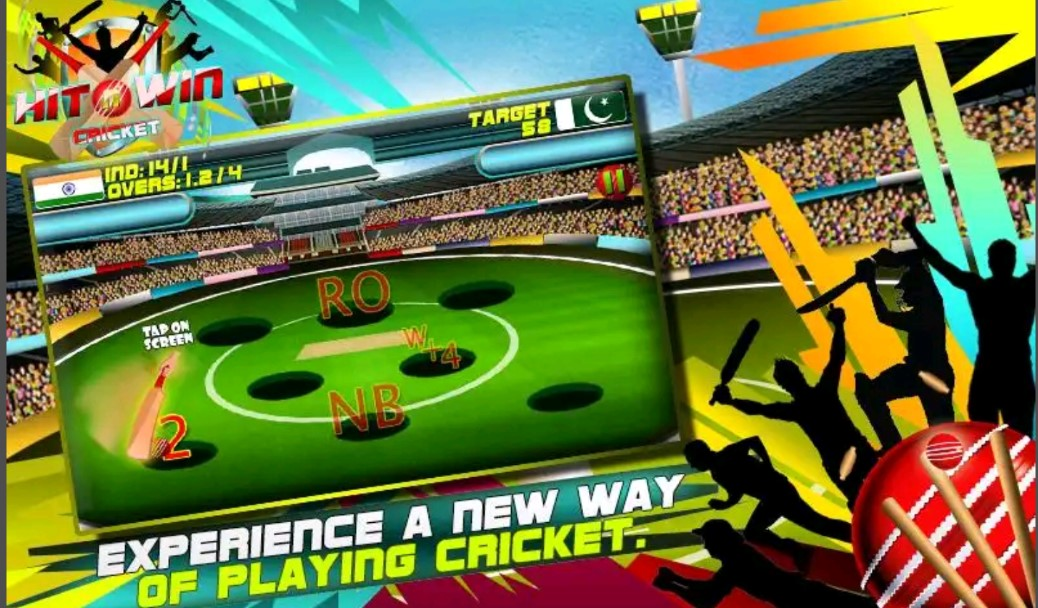 HIT WIN
CRICKET
TARGET
58
IND: 14/1
OVERS: 1.2/4
RO
TAP ON
SCREEN
W+4
NB
2
EXPERIENCE A NEW WAY
OF PLAYING CRICKET.